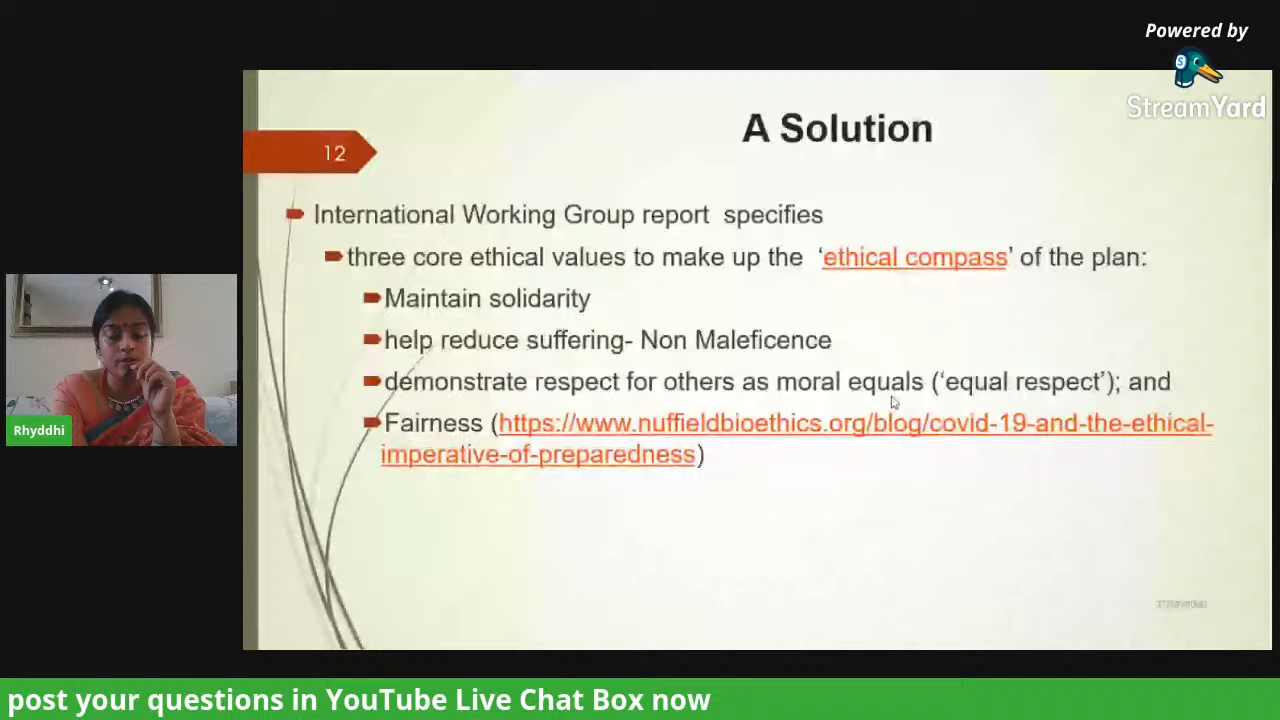 Powered by
StreamYard
A Solution
12
International Working Group report specifies
three core ethical values to make up the 'ethical compass' of the plan:
Maintain solidarity
help reduce suffering- Non Maleficence
demonstrate respect for others as moral equals ('equal respect'); and
Fairness (https://www.nuffieldbioethics.org/blog/covid-19-and-the-ethical-
imperative-of-preparedness)
Rhyddhi
post your questions in YouTube Live Chat Box now